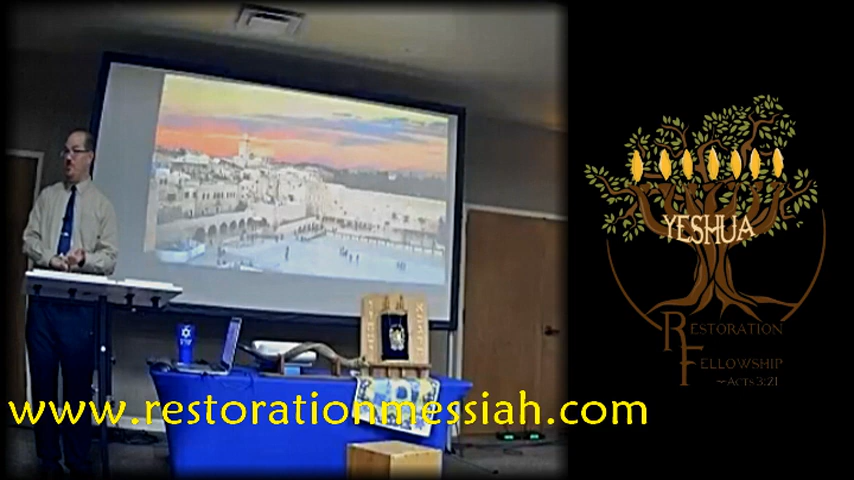 YESHUA
RESTORATION
FELLOWSHIP
~ACTS 3:21
www.restorationmessiah.com